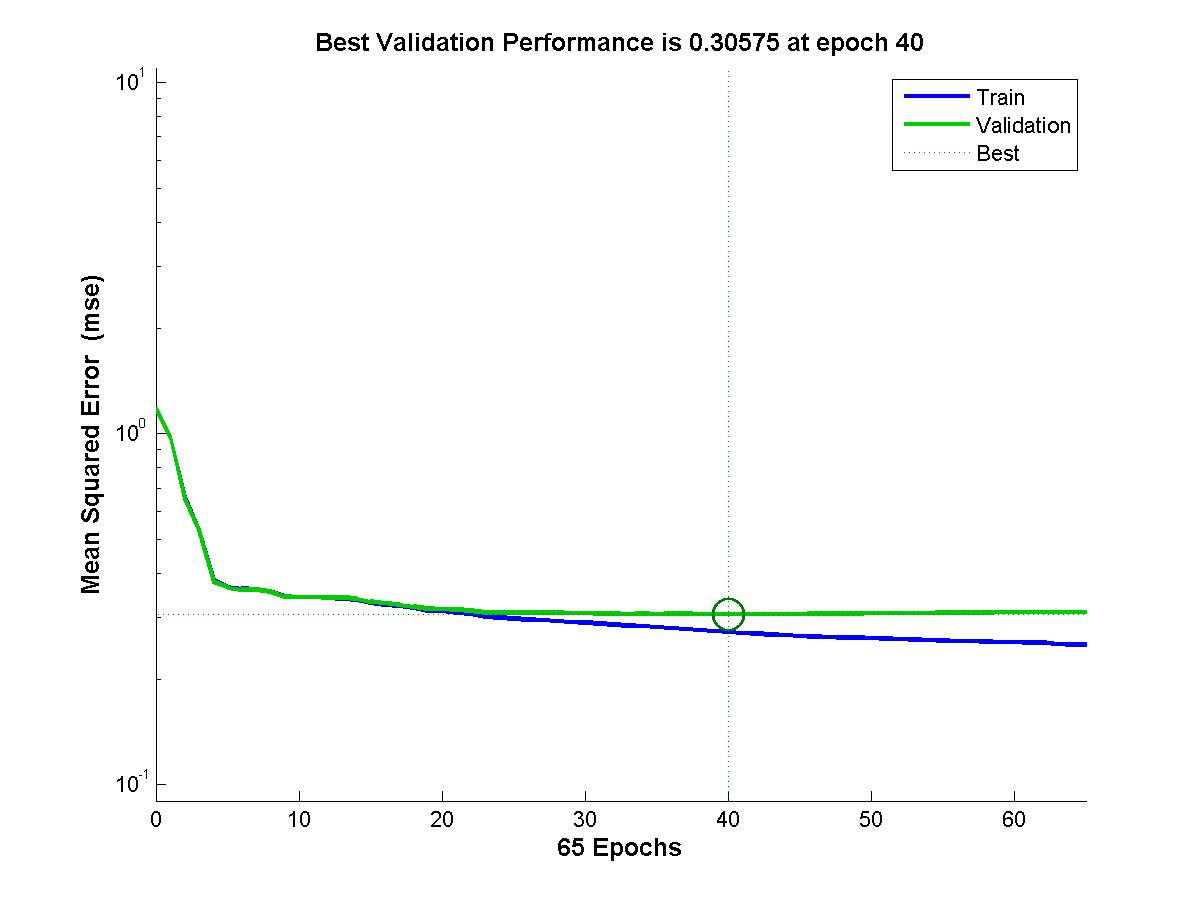 Best Validation Performance is 0.30575 at epoch 40
Train
Validation
Best
Mean Squared Error (mse)
10^1
10^0
10^-1
0 10 20 30 40 50 60
65 Epochs